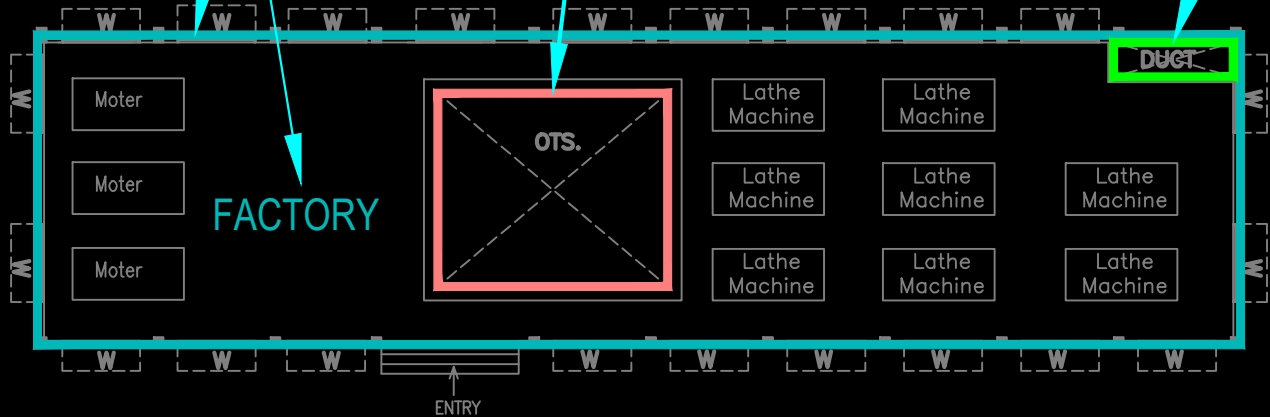 W W W W W W W W W
DUCT
W W
Moter
OTS.
Lathe
Machine
Lathe
Machine
Moter
FACTORY
Lathe
Machine
Lathe
Machine
Lathe
Machine
W W
Moter
Lathe
Machine
Lathe
Machine
Lathe
Machine
W W W W W W W W W
ENTRY